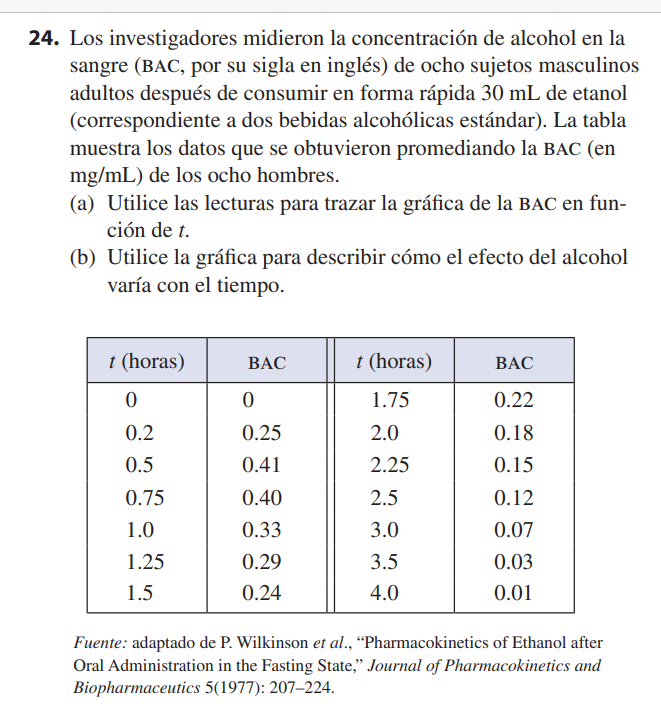 24. Los investigadores midieron la concentración de alcohol en la
sangre (BAC, por su sigla en inglés) de ocho sujetos masculinos
adultos después de consumir en forma rápida 30 mL de etanol
(correspondiente a dos bebidas alcohólicas estándar). La tabla
muestra los datos que se obtuvieron promediando la BAC (en
mg/mL) de los ocho hombres.
(a) Utilice las lecturas para trazar la gráfica de la BAC en fun-
ción de t.
(b) Utilice la gráfica para describir cómo el efecto del alcohol
varía con el tiempo.
t (horas) BAC t (horas) BAC
0 0 1.75 0.22
0.2 0.25 2.0 0.18
0.5 0.41 2.25 0.15
0.75 0.40 2.5 0.12
1.0 0.33 3.0 0.07
1.25 0.29 3.5 0.03
1.5 0.24 4.0 0.01
Fuente: adaptado de P. Wilkinson et al., “Pharmacokinetics of Ethanol after
Oral Administration in the Fasting State,” Journal of Pharmacokinetics and
Biopharmaceutics 5(1977): 207–224.